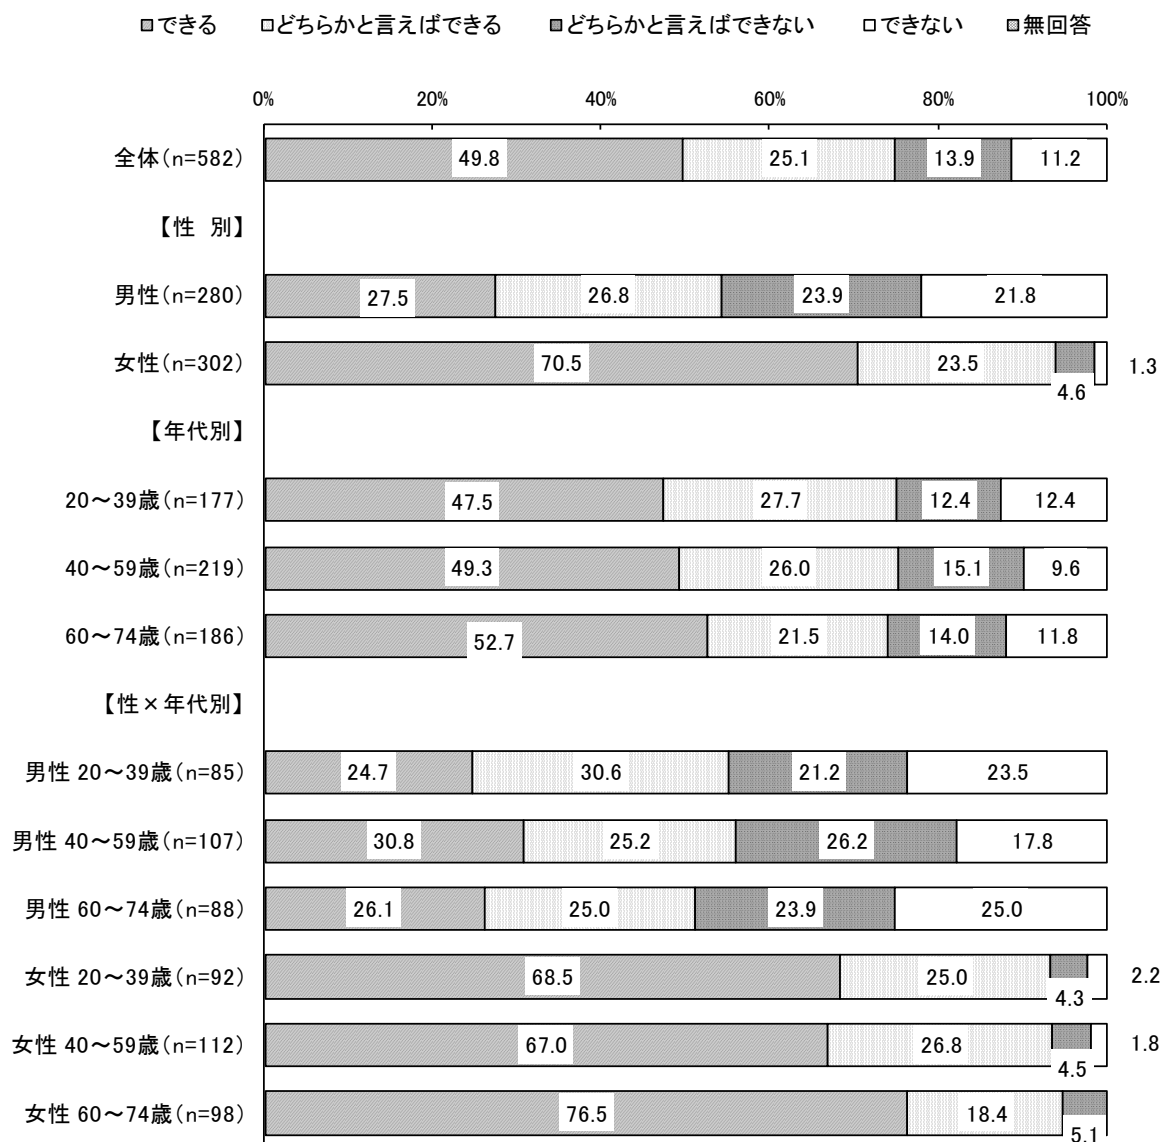 できる どちらかと言えばできる どちらかと言えばできない できない 無回答
0% 20% 40% 60% 80% 100%
全体(n=582) 49.8 25.1 13.9 11.2
【性 別】
男性(n=280) 27.5 26.8 23.9 21.8
女性(n=302) 70.5 23.5 4.6 1.3
【年代別】
20～39歳(n=177) 47.5 27.7 12.4 12.4
40～59歳(n=219) 49.3 26.0 15.1 9.6
60～74歳(n=186) 52.7 21.5 14.0 11.8
【性×年代別】
男性 20～39歳(n=85) 24.7 30.6 21.2 23.5
男性 40～59歳(n=107) 30.8 25.2 26.2 17.8
男性 60～74歳(n=88) 26.1 25.0 23.9 25.0
女性 20～39歳(n=92) 68.5 25.0 4.3 2.2
女性 40～59歳(n=112) 67.0 26.8 4.5 1.8
女性 60～74歳(n=98) 76.5 18.4 5.1